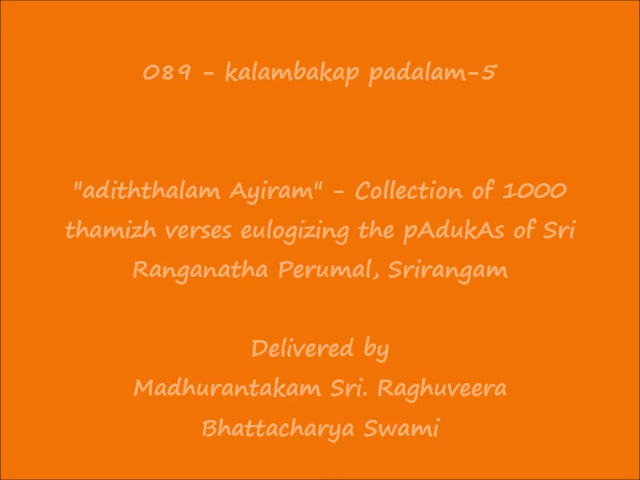 089 - kalambakap padalam-5
"adiththalam Ayiram" - Collection of 1000
thamizh verses eulogizing the pAdukAs of Sri
Ranganatha Perumal, Srirangam
Delivered by
Madhurantakam Sri. Raghuveera
Bhattacharya Swami